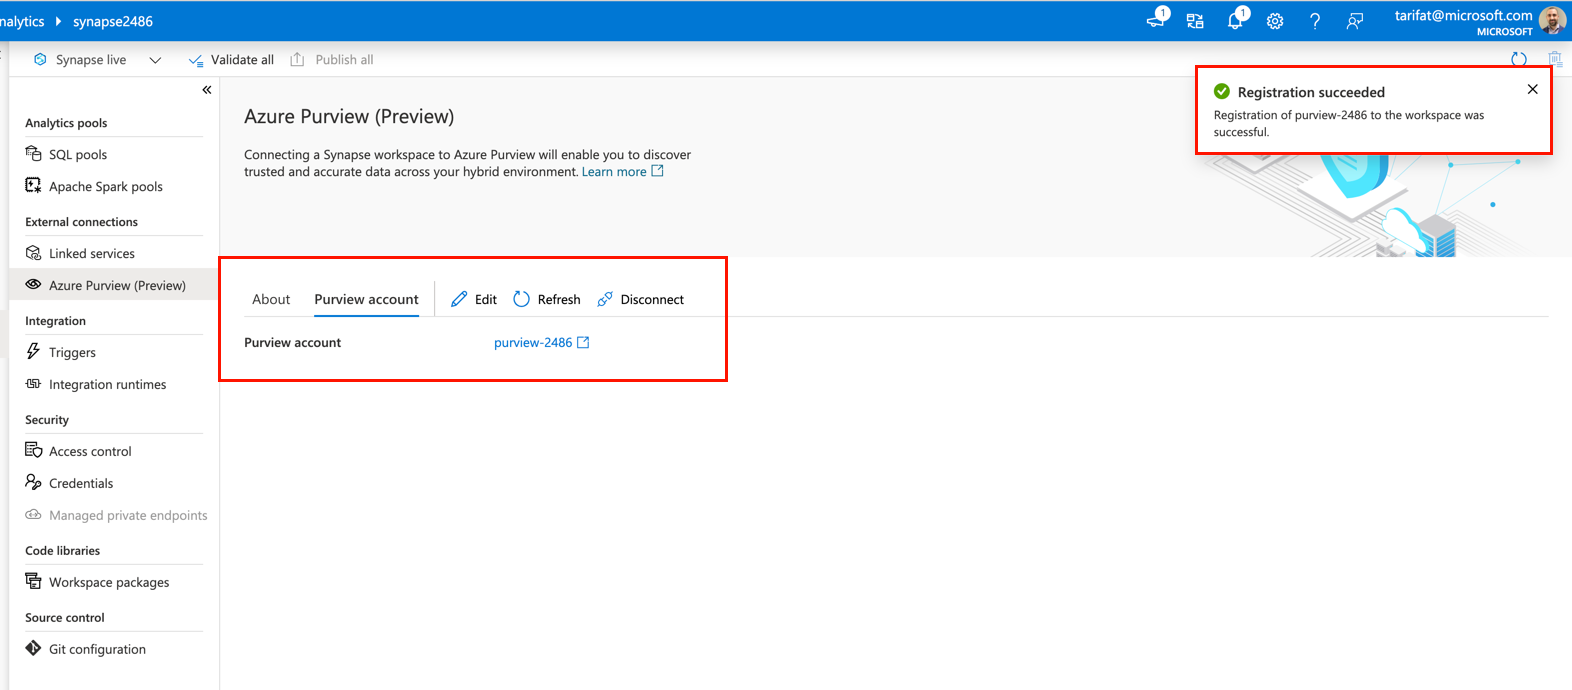 nalytics synapse2486
1 1
tarifat@microsoft.com
MICROSOFT
Synapse live Validate all Publish all
Registration succeeded
Registration of purview-2486 to the workspace was
successful.
Analytics pools
SQL pools
Apache Spark pools
External connections
Linked services
Azure Purview (Preview)
Integration
Triggers
Integration runtimes
Security
Access control
Credentials
Managed private endpoints
Code libraries
Workspace packages
Source control
Git configuration
Azure Purview (Preview)
Connecting a Synapse workspace to Azure Purview will enable you to discover
trusted and accurate data across your hybrid environment. Learn more
About Purview account Edit Refresh Disconnect
Purview account purview-2486